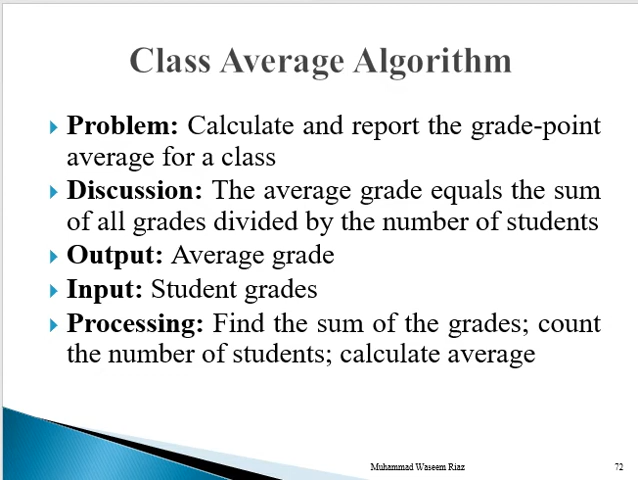 Class Average Algorithm
Problem: Calculate and report the grade-point
average for a class
Discussion: The average grade equals the sum
of all grades divided by the number of students
Output: Average grade
Input: Student grades
Processing: Find the sum of the grades; count
the number of students; calculate average
Muhammad Waseem Riaz
72